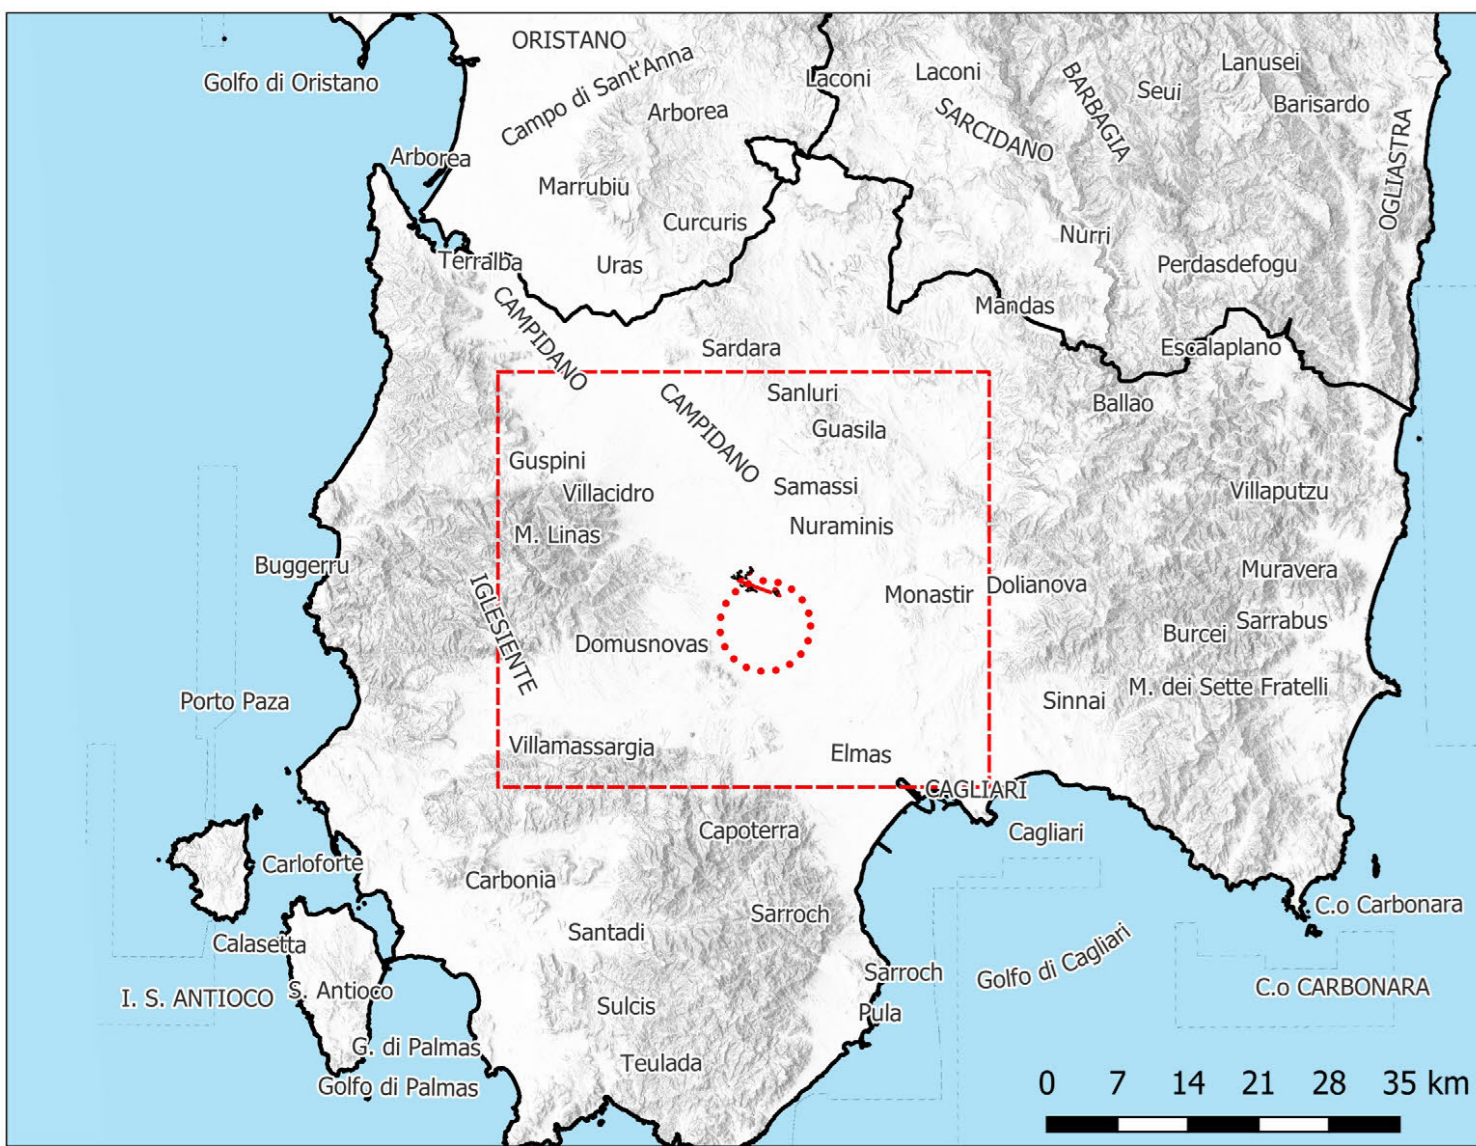 ORISTANO
Golfo di Oristano
Campo di Sant'Anna
Laconi
Laconi
BARBAGIA
Seui
Lanusei
Barisardo
Arborea
SARCIDANO
OGLIASTRA
Arborea
Marrubiu
Curcuris
Nurri
Terralba
Uras
Perdasdefogu
Mandas
CAMPIDANO
Sardara
Escalaplano
Sanluri
CAMPIDANO
Ballao
Guasila
Guspini
Villacidro
Samassi
Villaputzu
M. Linas
Nuraminis
Buggerru
IGLESIENTE
Monastir
Dolianova
Muravera
Domusnovas
Burcei
Sarrabus
Porto Paza
Sinnai
M. dei Sette Fratelli
Villamassargia
Elmas
CAGLIARI
Capoterra
Cagliari
Carloforte
Carbonia
Sarroch
C.o Carbonara
Calasetta
Santadi
Golfo di Cagliari
Sarroch
I. S. ANTIOCO
S. Antioco
Sulcis
Pula
C.o CARBONARA
G. di Palmas
Teulada
Golfo di Palmas
0 7 14 21 28 35 km